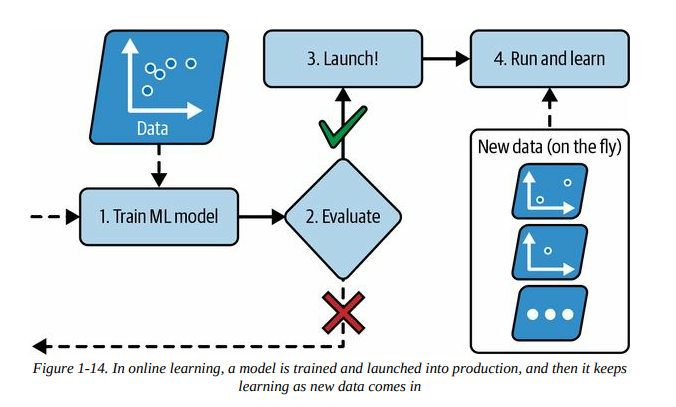 Data
1. Train ML model
2. Evaluate
3. Launch!
4. Run and learn
New data (on the fly)
Figure 1-14. In online learning, a model is trained and launched into production, and then it keeps
learning as new data comes in